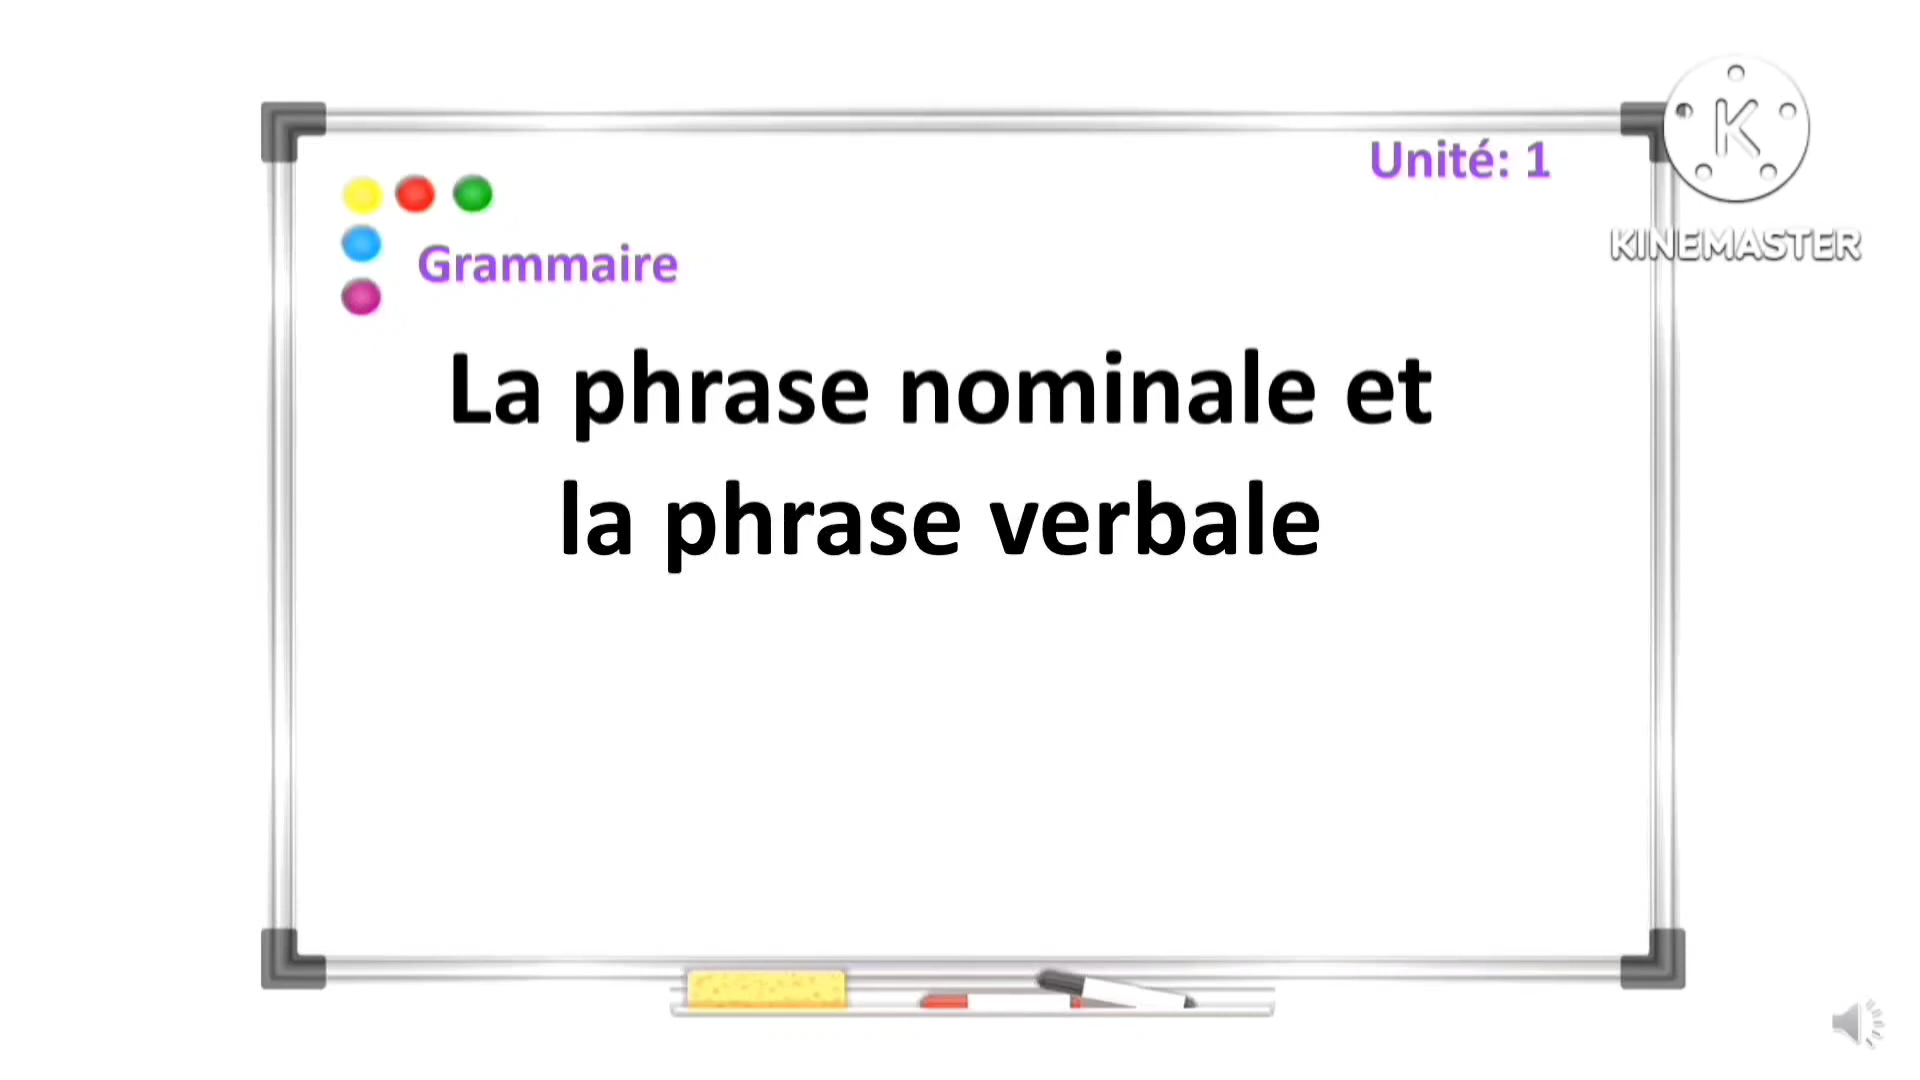 Unité: 1
K
KINEMASTER
Grammaire
La phrase nominale et
la phrase verbale